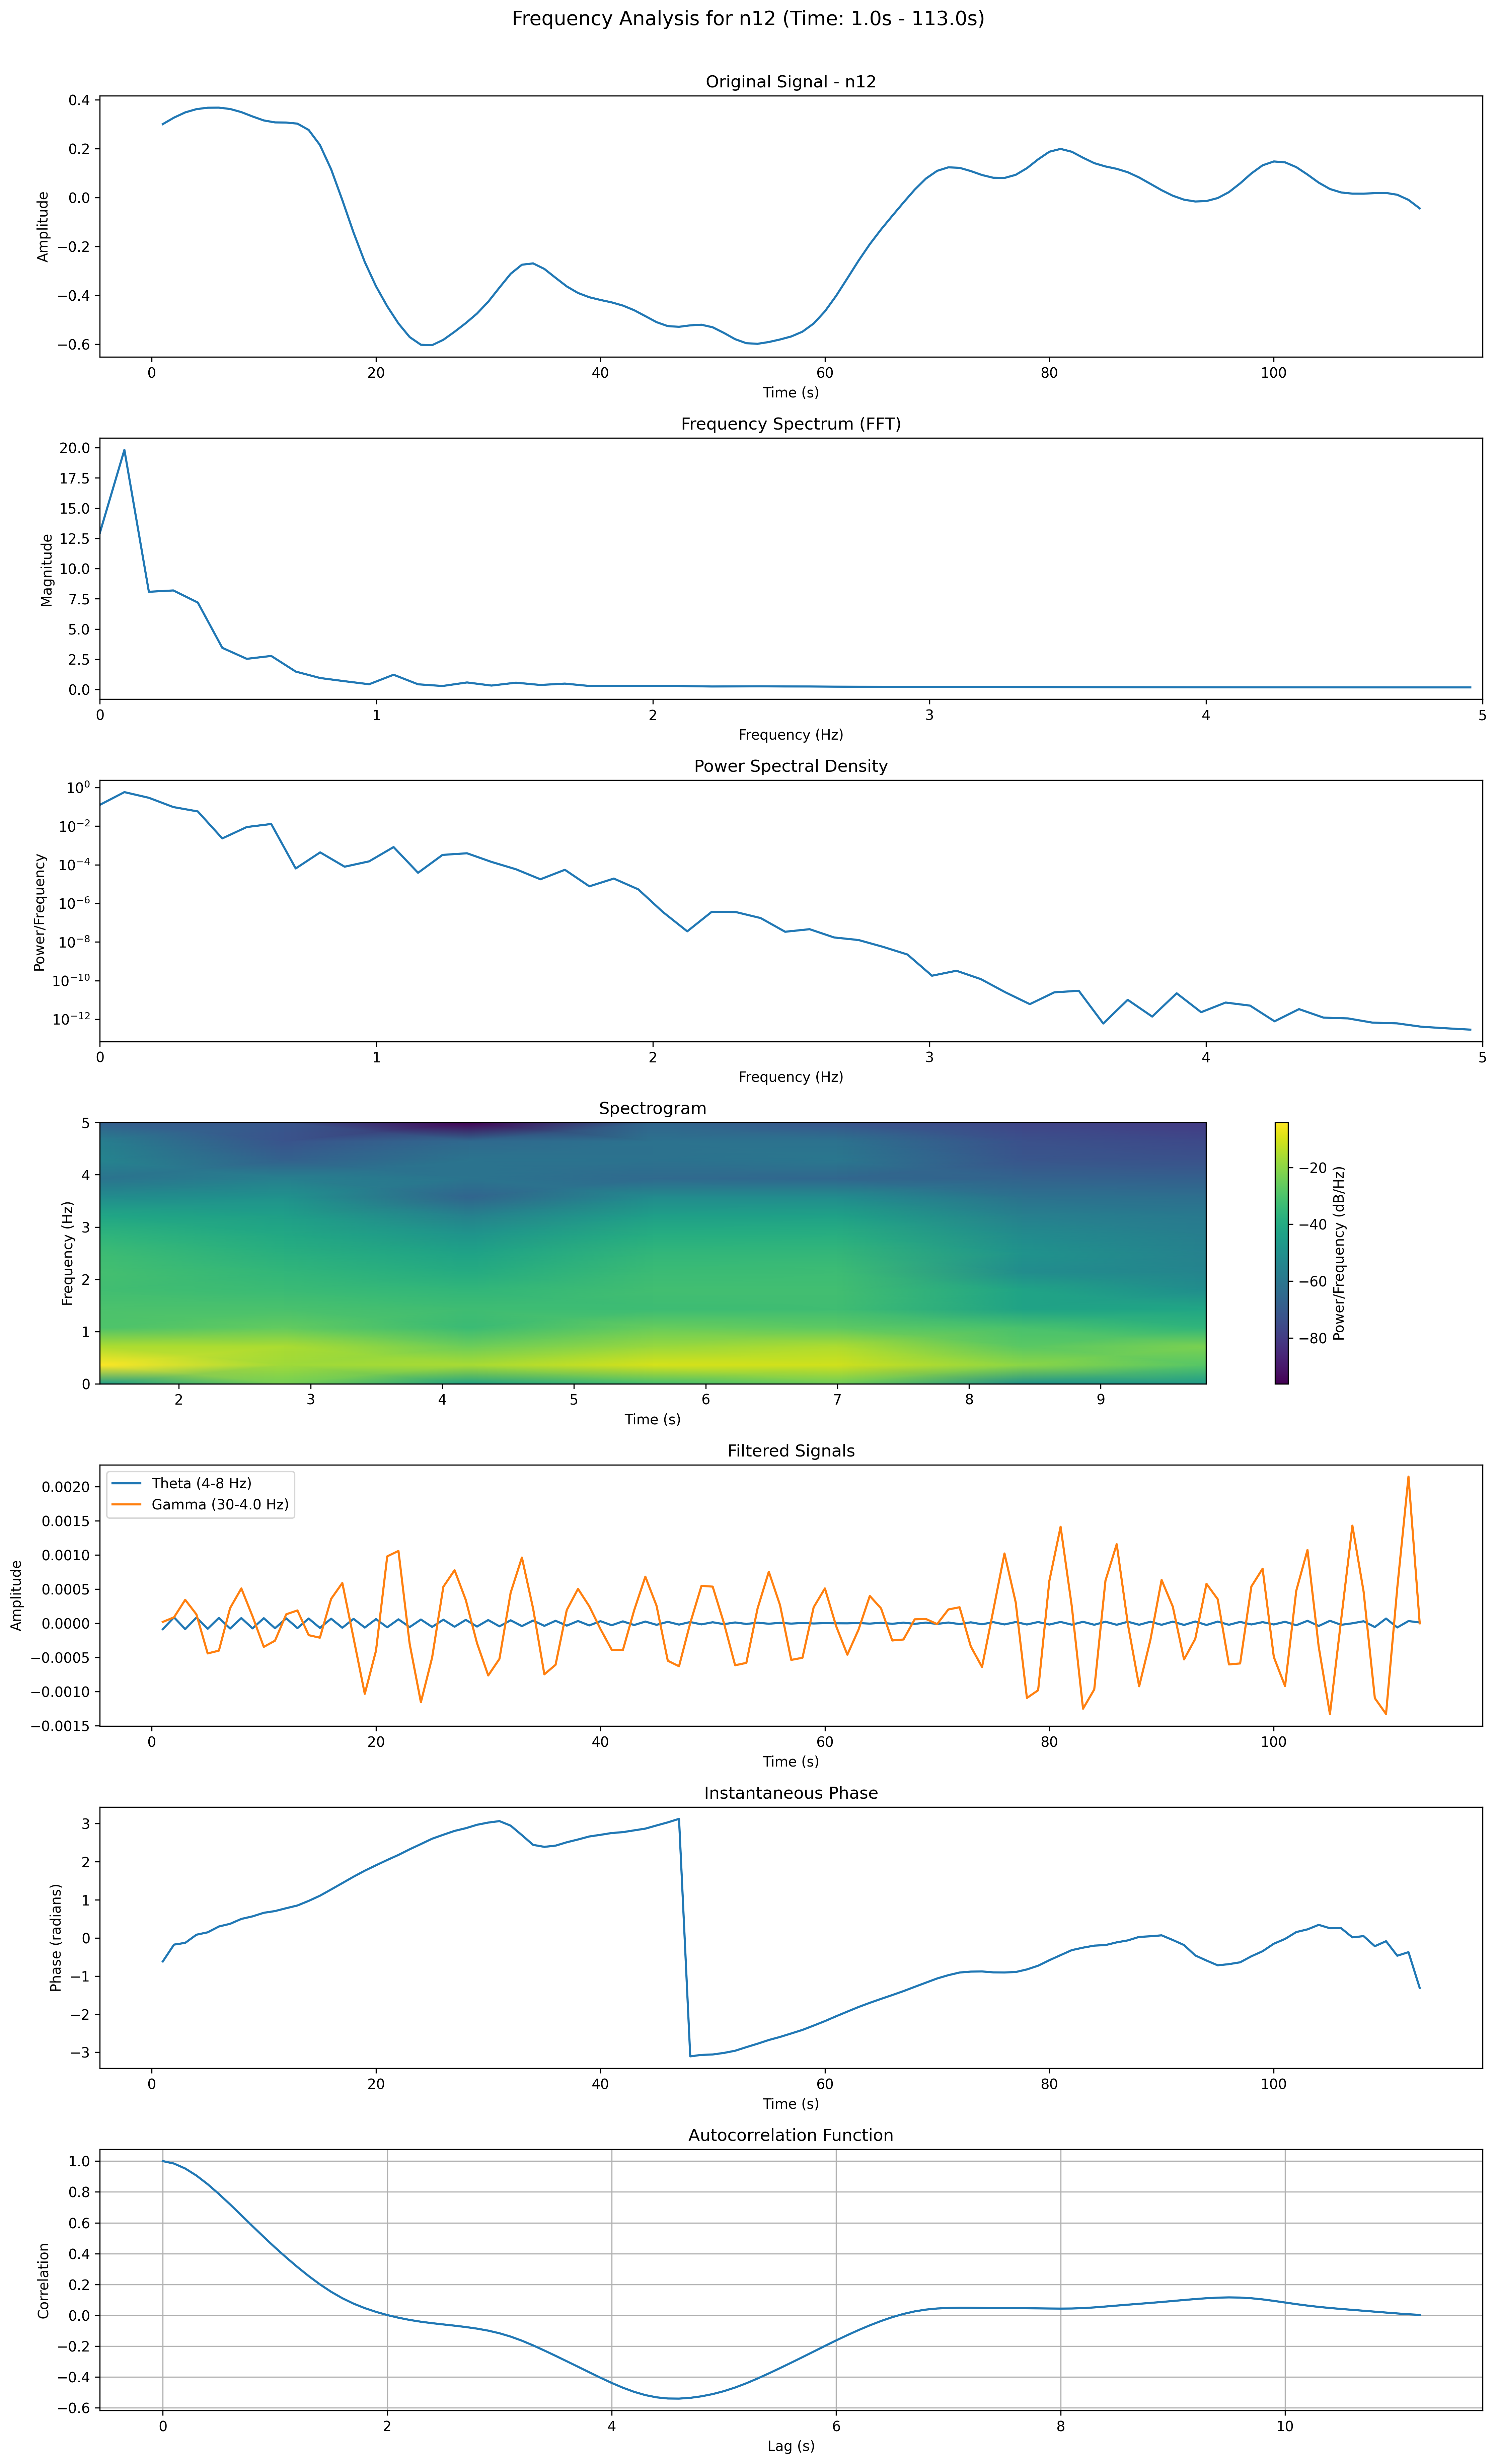 Frequency Analysis for n12 (Time: 1.0s - 113.0s)
Original Signal - n12
Amplitude
0.4
0.2
0.0
−0.2
−0.4
−0.6
0 20 40 60 80 100
Time (s)
Frequency Spectrum (FFT)
Magnitude
20.0
17.5
15.0
12.5
10.0
7.5
5.0
2.5
0.0
0 1 2 3 4 5
Frequency (Hz)
Power Spectral Density
Power/Frequency
10⁰
10⁻²
10⁻⁴
10⁻⁶
10⁻⁸
10⁻¹⁰
10⁻¹²
0 1 2 3 4 5
Frequency (Hz)
Spectrogram
Frequency (Hz)
5
4
3
2
1
0
2 3 4 5 6 7 8 9
Time (s)
−20
−40
−60
−80
Power/Frequency (dB/Hz)
Filtered Signals
Theta (4-8 Hz)
Gamma (30-4.0 Hz)
Amplitude
0.0020
0.0015
0.0010
0.0005
0.0000
−0.0005
−0.0010
−0.0015
0 20 40 60 80 100
Time (s)
Instantaneous Phase
Phase (radians)
3
2
1
0
−1
−2
−3
0 20 40 60 80 100
Time (s)
Autocorrelation Function
Correlation
1.0
0.8
0.6
0.4
0.2
0.0
−0.2
−0.4
−0.6
0 2 4 6 8 10
Lag (s)